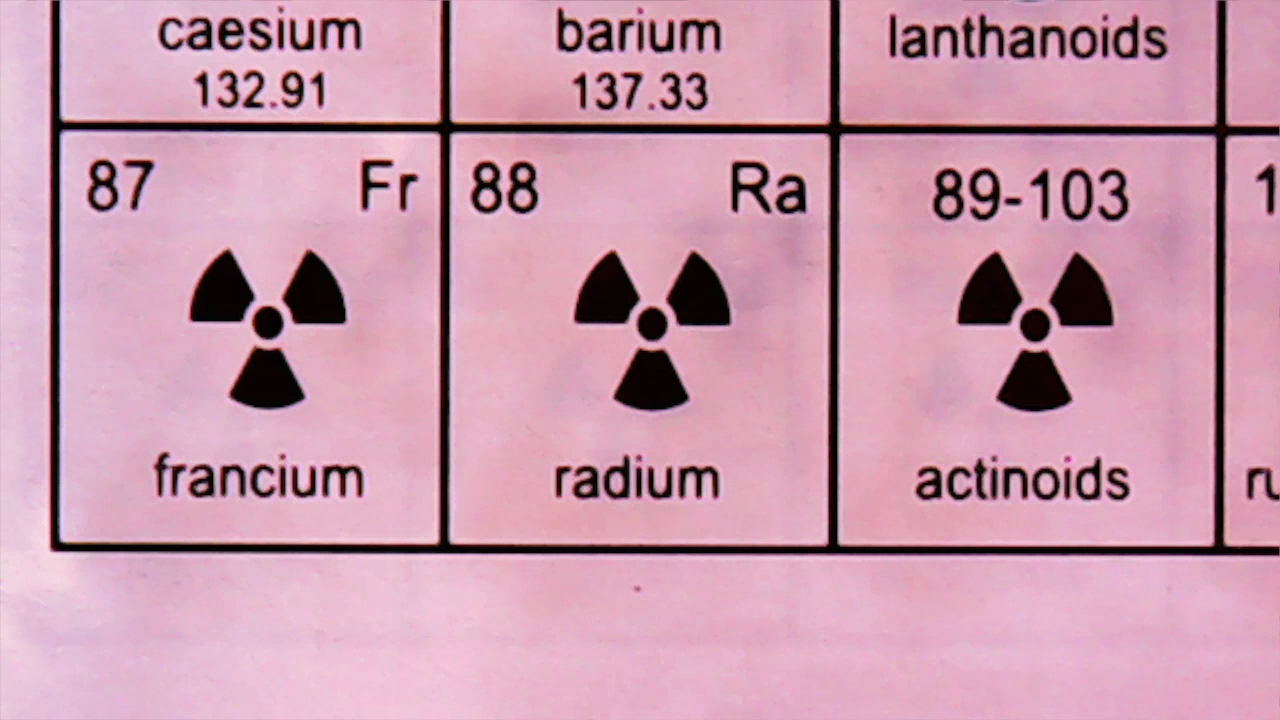 caesium barium lanthanoids
132.91 137.33
87 Fr 88 Ra 89-103
francium radium actinoids